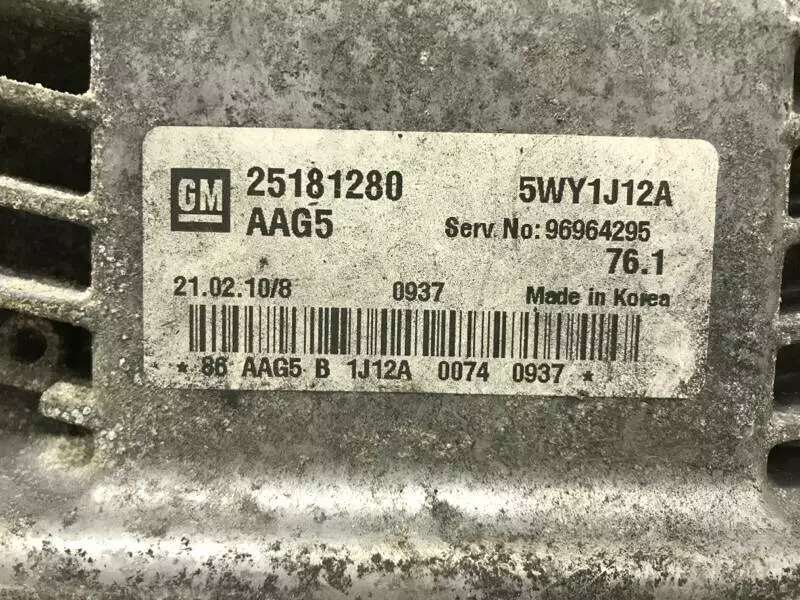 GM 25181280 5WY1J12A
AAG5 Serv. No: 96964295
76.1
21.02.10/8 0937 Made in Korea
* 86 AAG5 B 1J12A 0074 0937 *